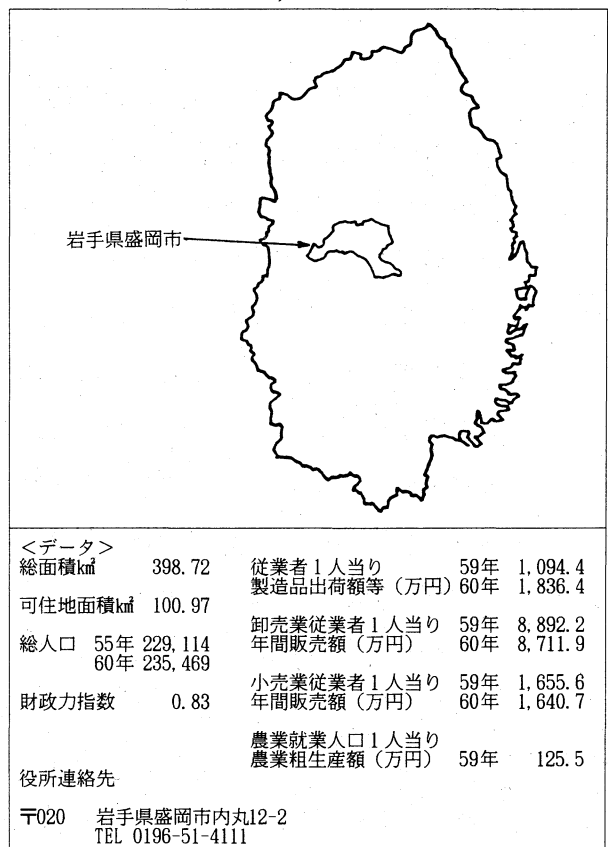 岩手県盛岡市
<データ>
総面積k㎡ 398.72
可住地面積k㎡ 100.97
総人口 55年 229,114
60年 235,469
財政力指数 0.83
従業者1人当り 59年 1,094.4
製造品出荷額等(万円) 60年 1,836.4
卸売業従業者1人当り 59年 8,892.2
年間販売額(万円) 60年 8,711.9
小売業従業者1人当り 59年 1,655.6
年間販売額(万円) 60年 1,640.7
農業就業人口1人当り
農業粗生産額(万円) 59年 125.5
役所連絡先
〒020 岩手県盛岡市内丸12-2
TEL 0196-51-4111